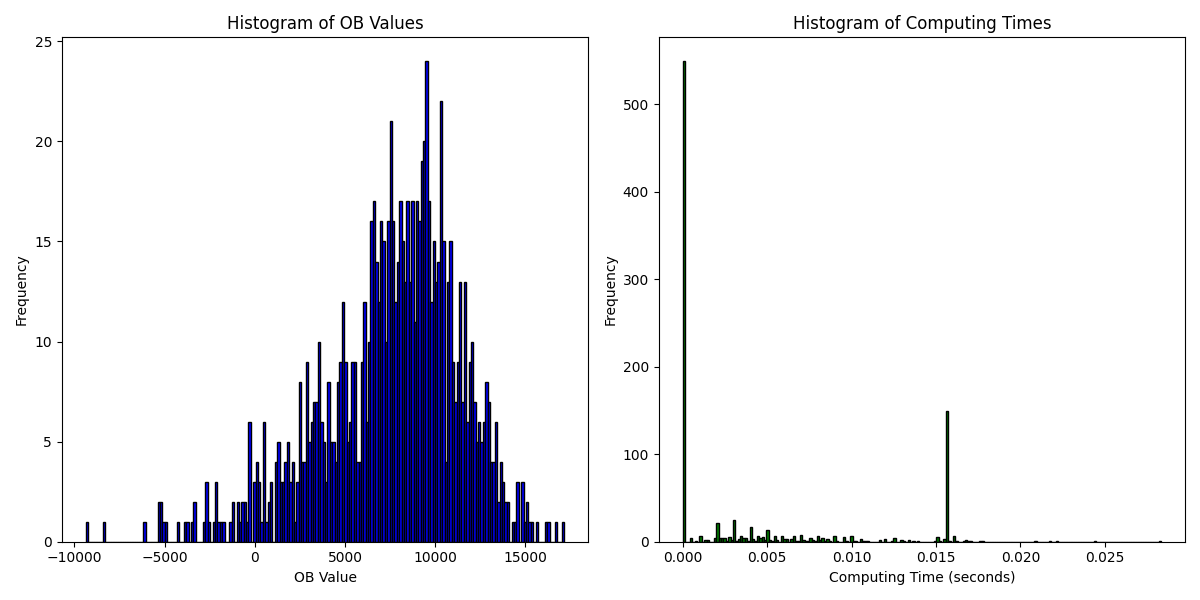 Histogram of OB Values
Frequency
25
20
15
10
5
0
−10000 −5000 0 5000 10000 15000
OB Value
Histogram of Computing Times
Frequency
500
400
300
200
100
0
0.000 0.005 0.010 0.015 0.020 0.025
Computing Time (seconds)